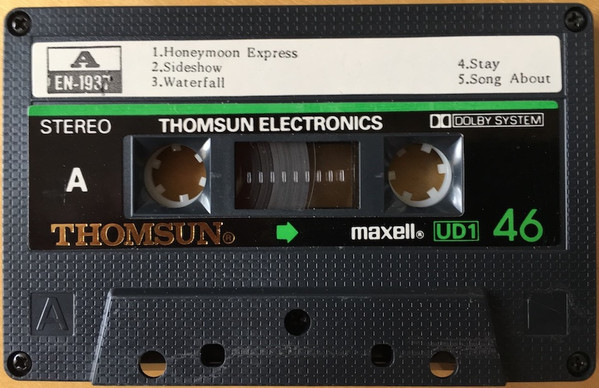 A
EN-1937
1.Honeymoon Express
2.Sideshow
3.Waterfall
4.Stay
5.Song About
STEREO
THOMSUN ELECTRONICS
DOLBY SYSTEM
A
THOMSUN®
maxell® UD1 46
A